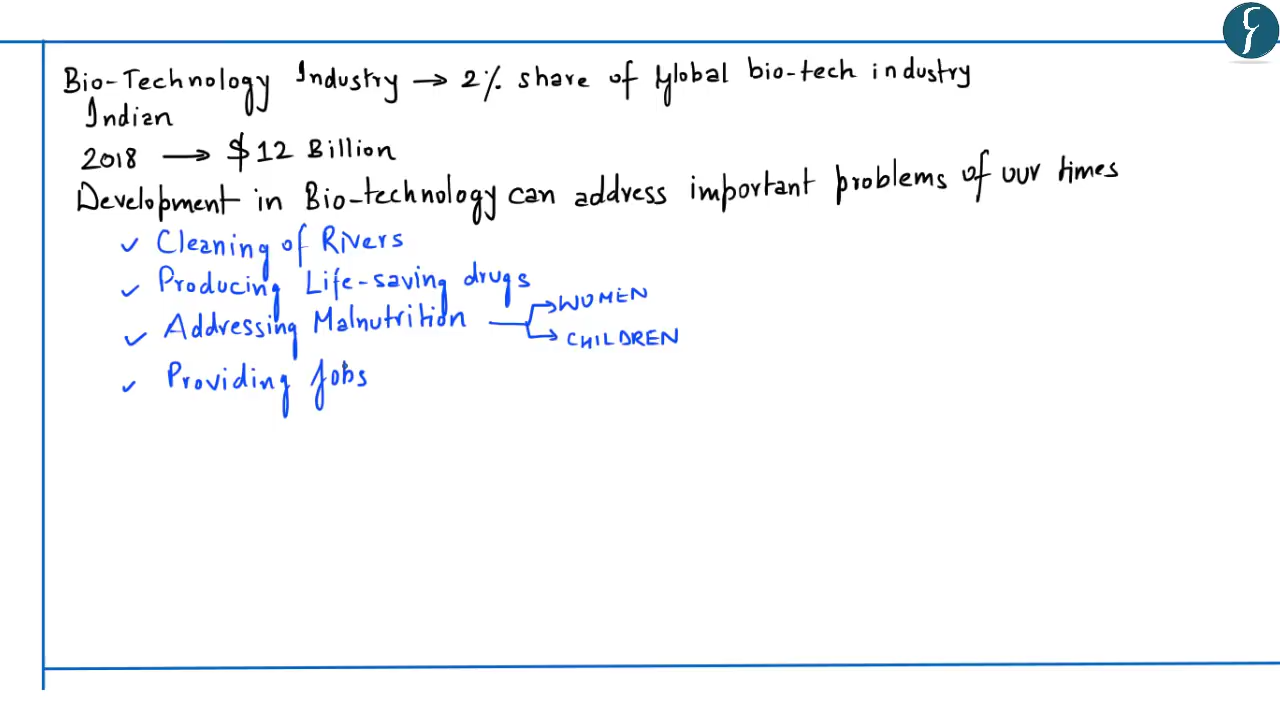 Bio-Technology Industry → 2% share of global bio-tech industry
Indian
2018 → $12 Billion
Development in Bio-technology can address important problems of our times
✓ Cleaning of Rivers
✓ Producing Life-saving drugs
→ WOMEN
✓ Addressing Malnutrition
→ CHILDREN
✓ Providing Jobs